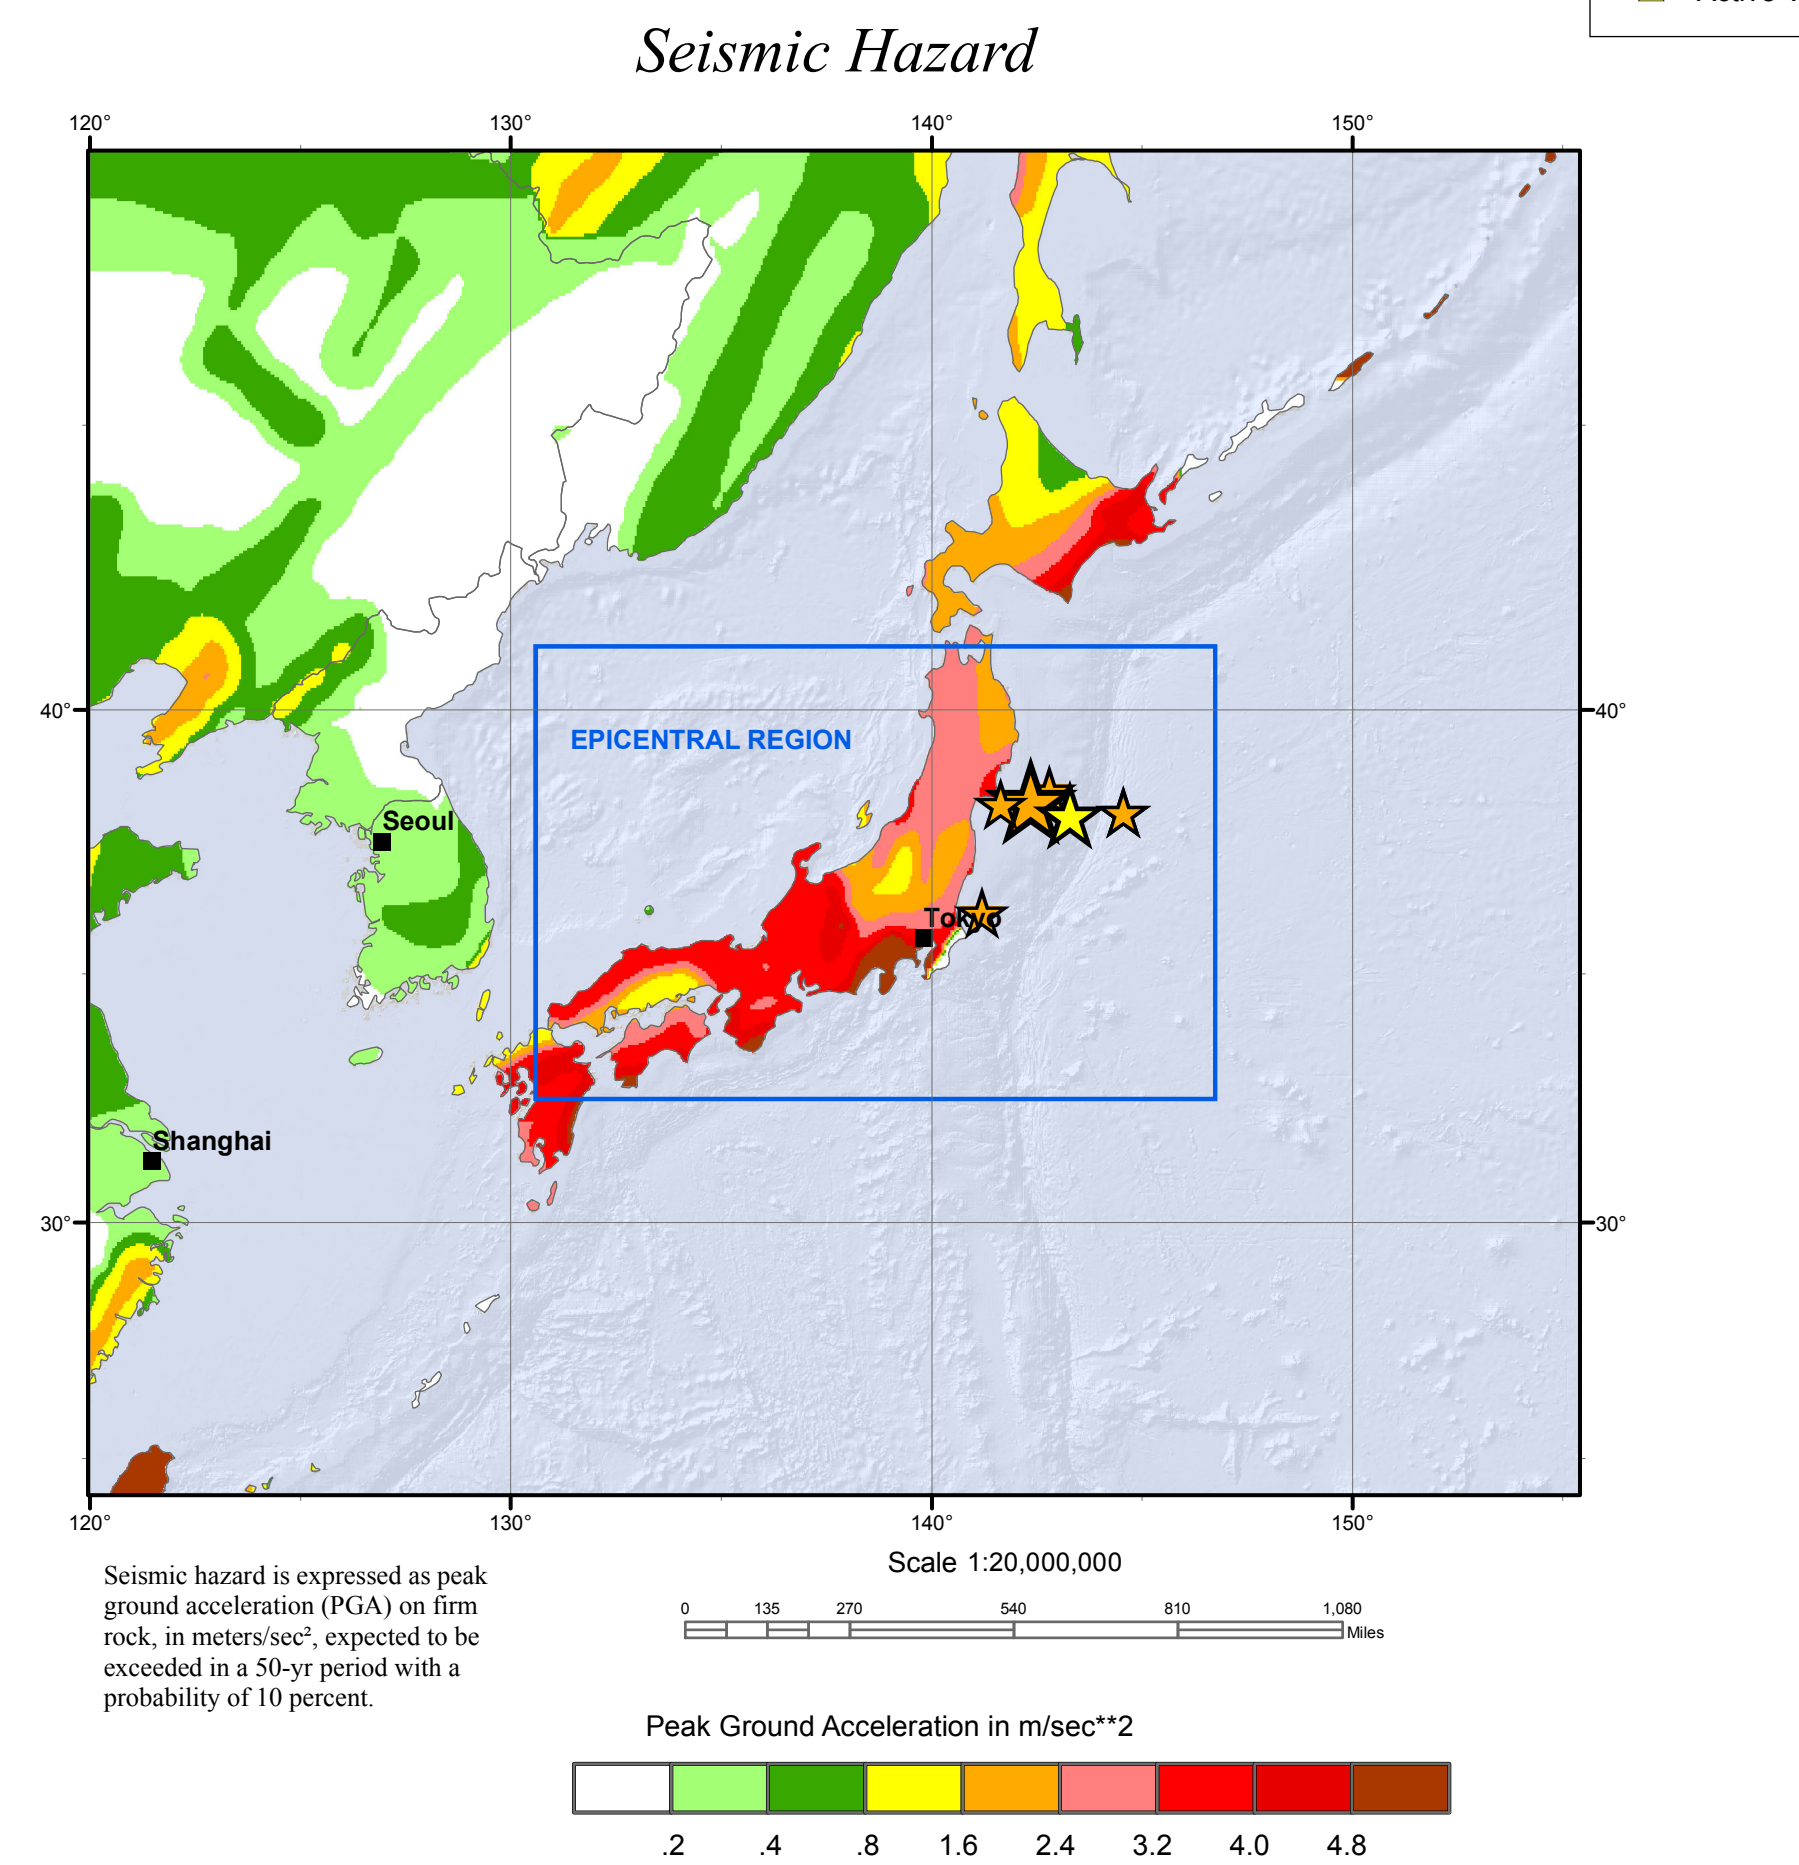 Seismic Hazard
120° 130° 140° 150°
40° 40°
EPICENTRAL REGION
Seoul
Tokyo
Shanghai
30° 30°
120° 130° 140° 150°
Scale 1:20,000,000
Seismic hazard is expressed as peak
ground acceleration (PGA) on firm
rock, in meters/sec², expected to be
exceeded in a 50-yr period with a
probability of 10 percent.
0 135 270 540 810 1,080
Miles
Peak Ground Acceleration in m/sec**2
.2 .4 .8 1.6 2.4 3.2 4.0 4.8